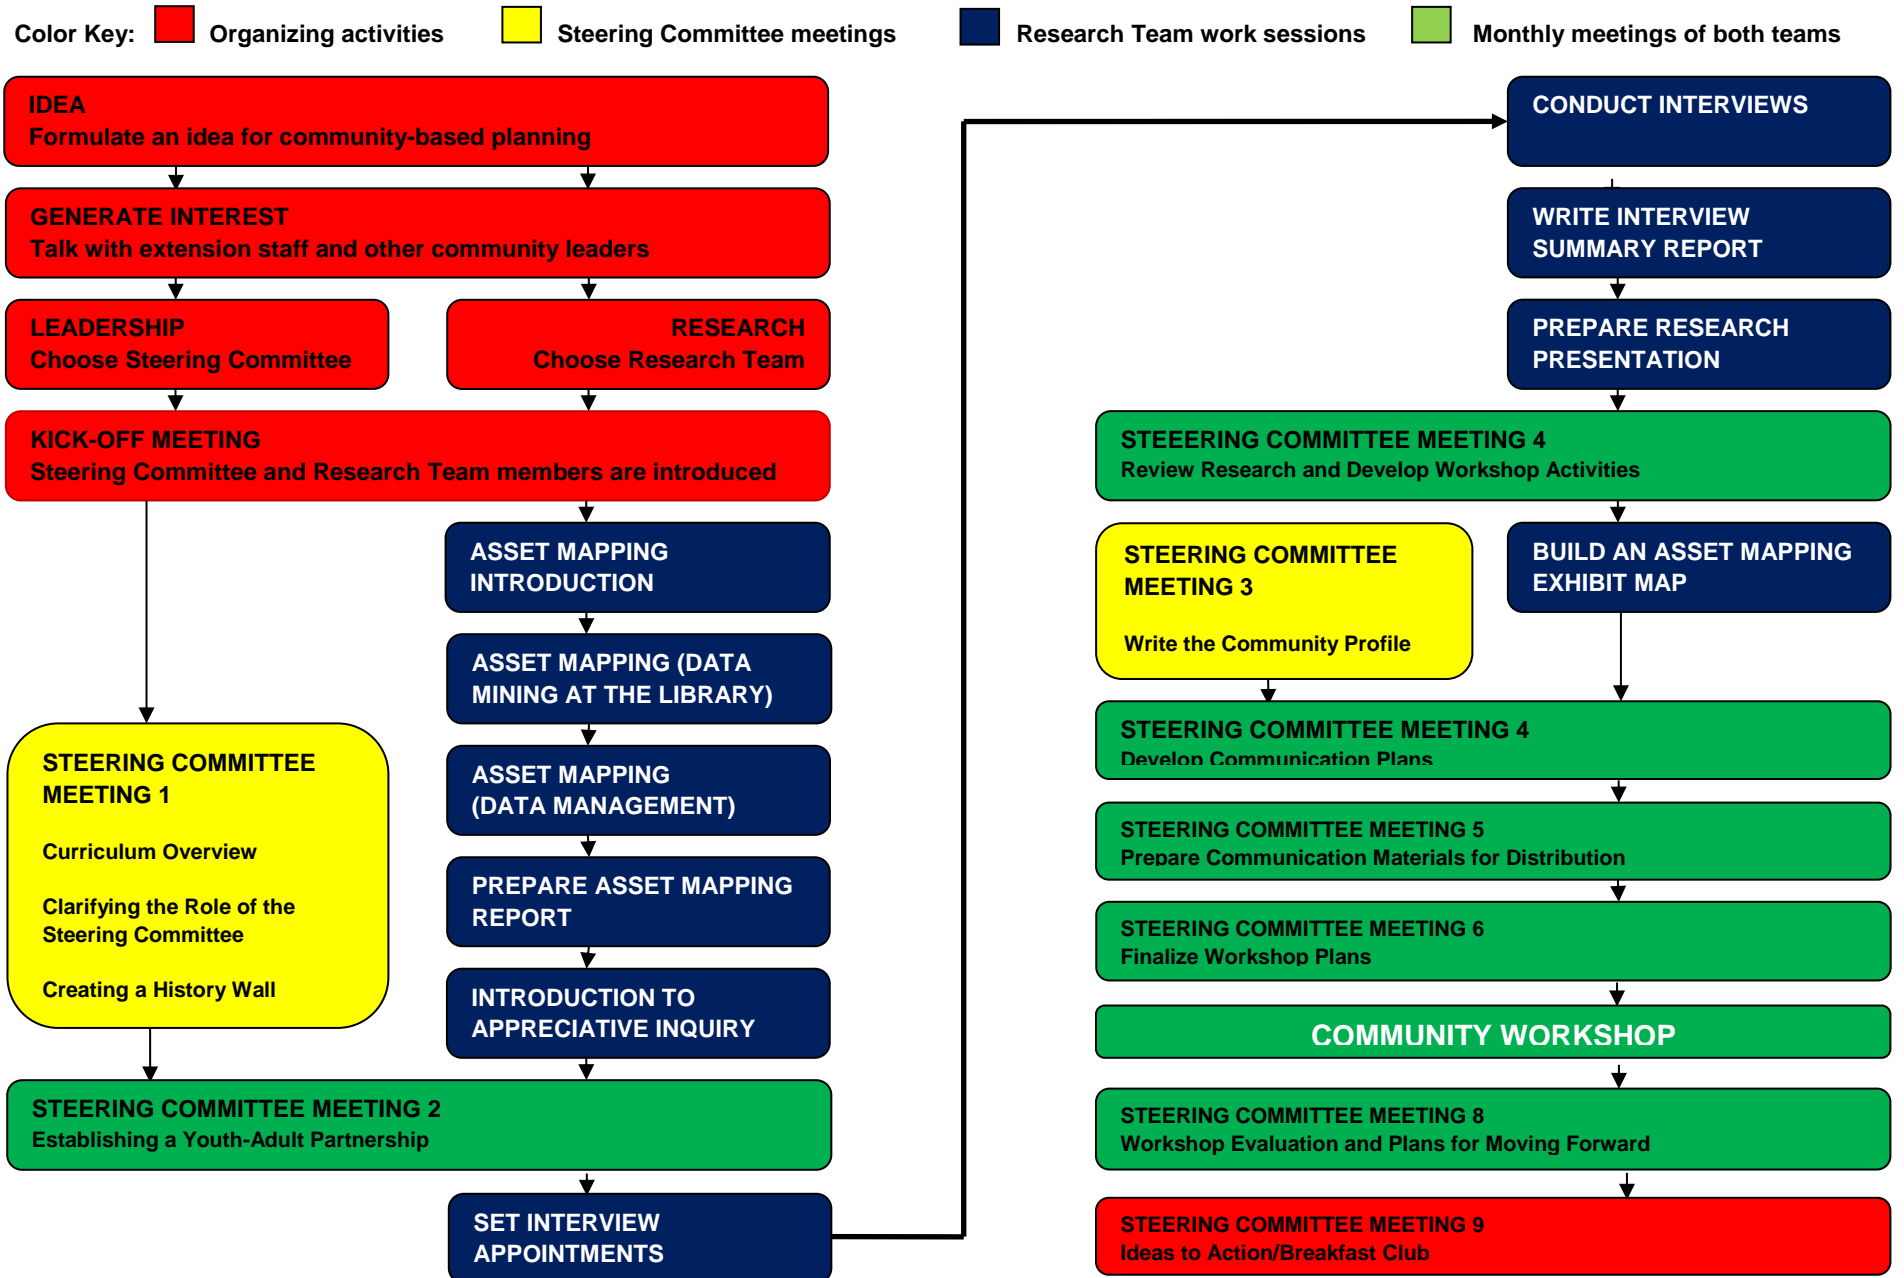 Color Key: Organizing activities Steering Committee meetings Research Team work sessions Monthly meetings of both teams
IDEA
Formulate an idea for community-based planning
GENERATE INTEREST
Talk with extension staff and other community leaders
LEADERSHIP
Choose Steering Committee
RESEARCH
Choose Research Team
KICK-OFF MEETING
Steering Committee and Research Team members are introduced
ASSET MAPPING
INTRODUCTION
ASSET MAPPING (DATA
MINING AT THE LIBRARY)
ASSET MAPPING
(DATA MANAGEMENT)
PREPARE ASSET MAPPING
REPORT
INTRODUCTION TO
APPRECIATIVE INQUIRY
STEERING COMMITTEE
MEETING 1
Curriculum Overview
Clarifying the Role of the
Steering Committee
Creating a History Wall
STEERING COMMITTEE MEETING 2
Establishing a Youth-Adult Partnership
SET INTERVIEW
APPOINTMENTS
CONDUCT INTERVIEWS
WRITE INTERVIEW
SUMMARY REPORT
PREPARE RESEARCH
PRESENTATION
STEEERING COMMITTEE MEETING 4
Review Research and Develop Workshop Activities
STEERING COMMITTEE
MEETING 3
Write the Community Profile
BUILD AN ASSET MAPPING
EXHIBIT MAP
STEERING COMMITTEE MEETING 4
Develop Communication Plans
STEERING COMMITTEE MEETING 5
Prepare Communication Materials for Distribution
STEERING COMMITTEE MEETING 6
Finalize Workshop Plans
COMMUNITY WORKSHOP
STEERING COMMITTEE MEETING 8
Workshop Evaluation and Plans for Moving Forward
STEERING COMMITTEE MEETING 9
Ideas to Action/Breakfast Club